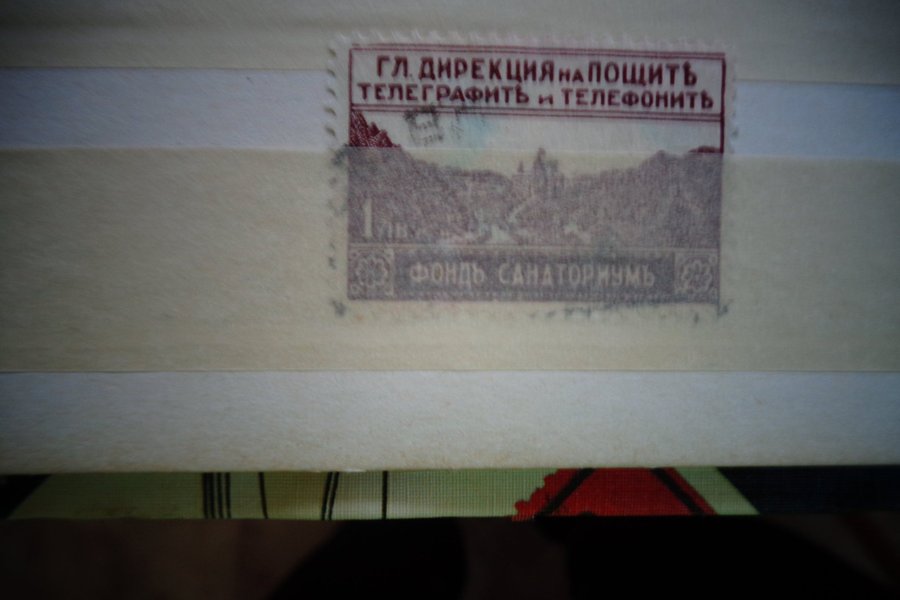 ГЛ. ДИРЕКЦИЯ НА ПОЩИТѢ
ТЕЛЕГРАФИТѢ И ТЕЛЕФОНИТѢ
1 ЛВ.
ФОНДЪ САНАТОРИУМЪ